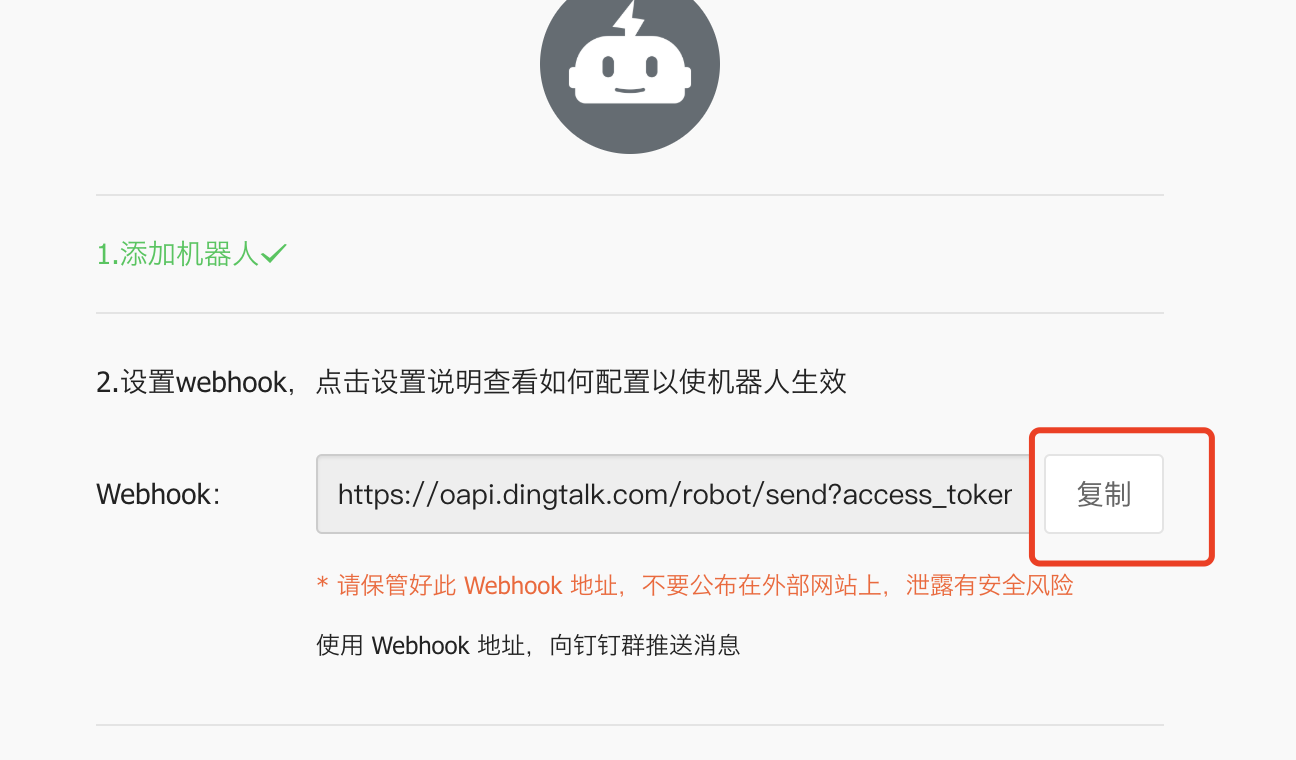 1.添加机器人✓
2.设置webhook，点击设置说明查看如何配置以使机器人生效
Webhook： https://oapi.dingtalk.com/robot/send?access_toker 复制
* 请保管好此 Webhook 地址，不要公布在外部网站上，泄露有安全风险
使用 Webhook 地址，向钉钉群推送消息